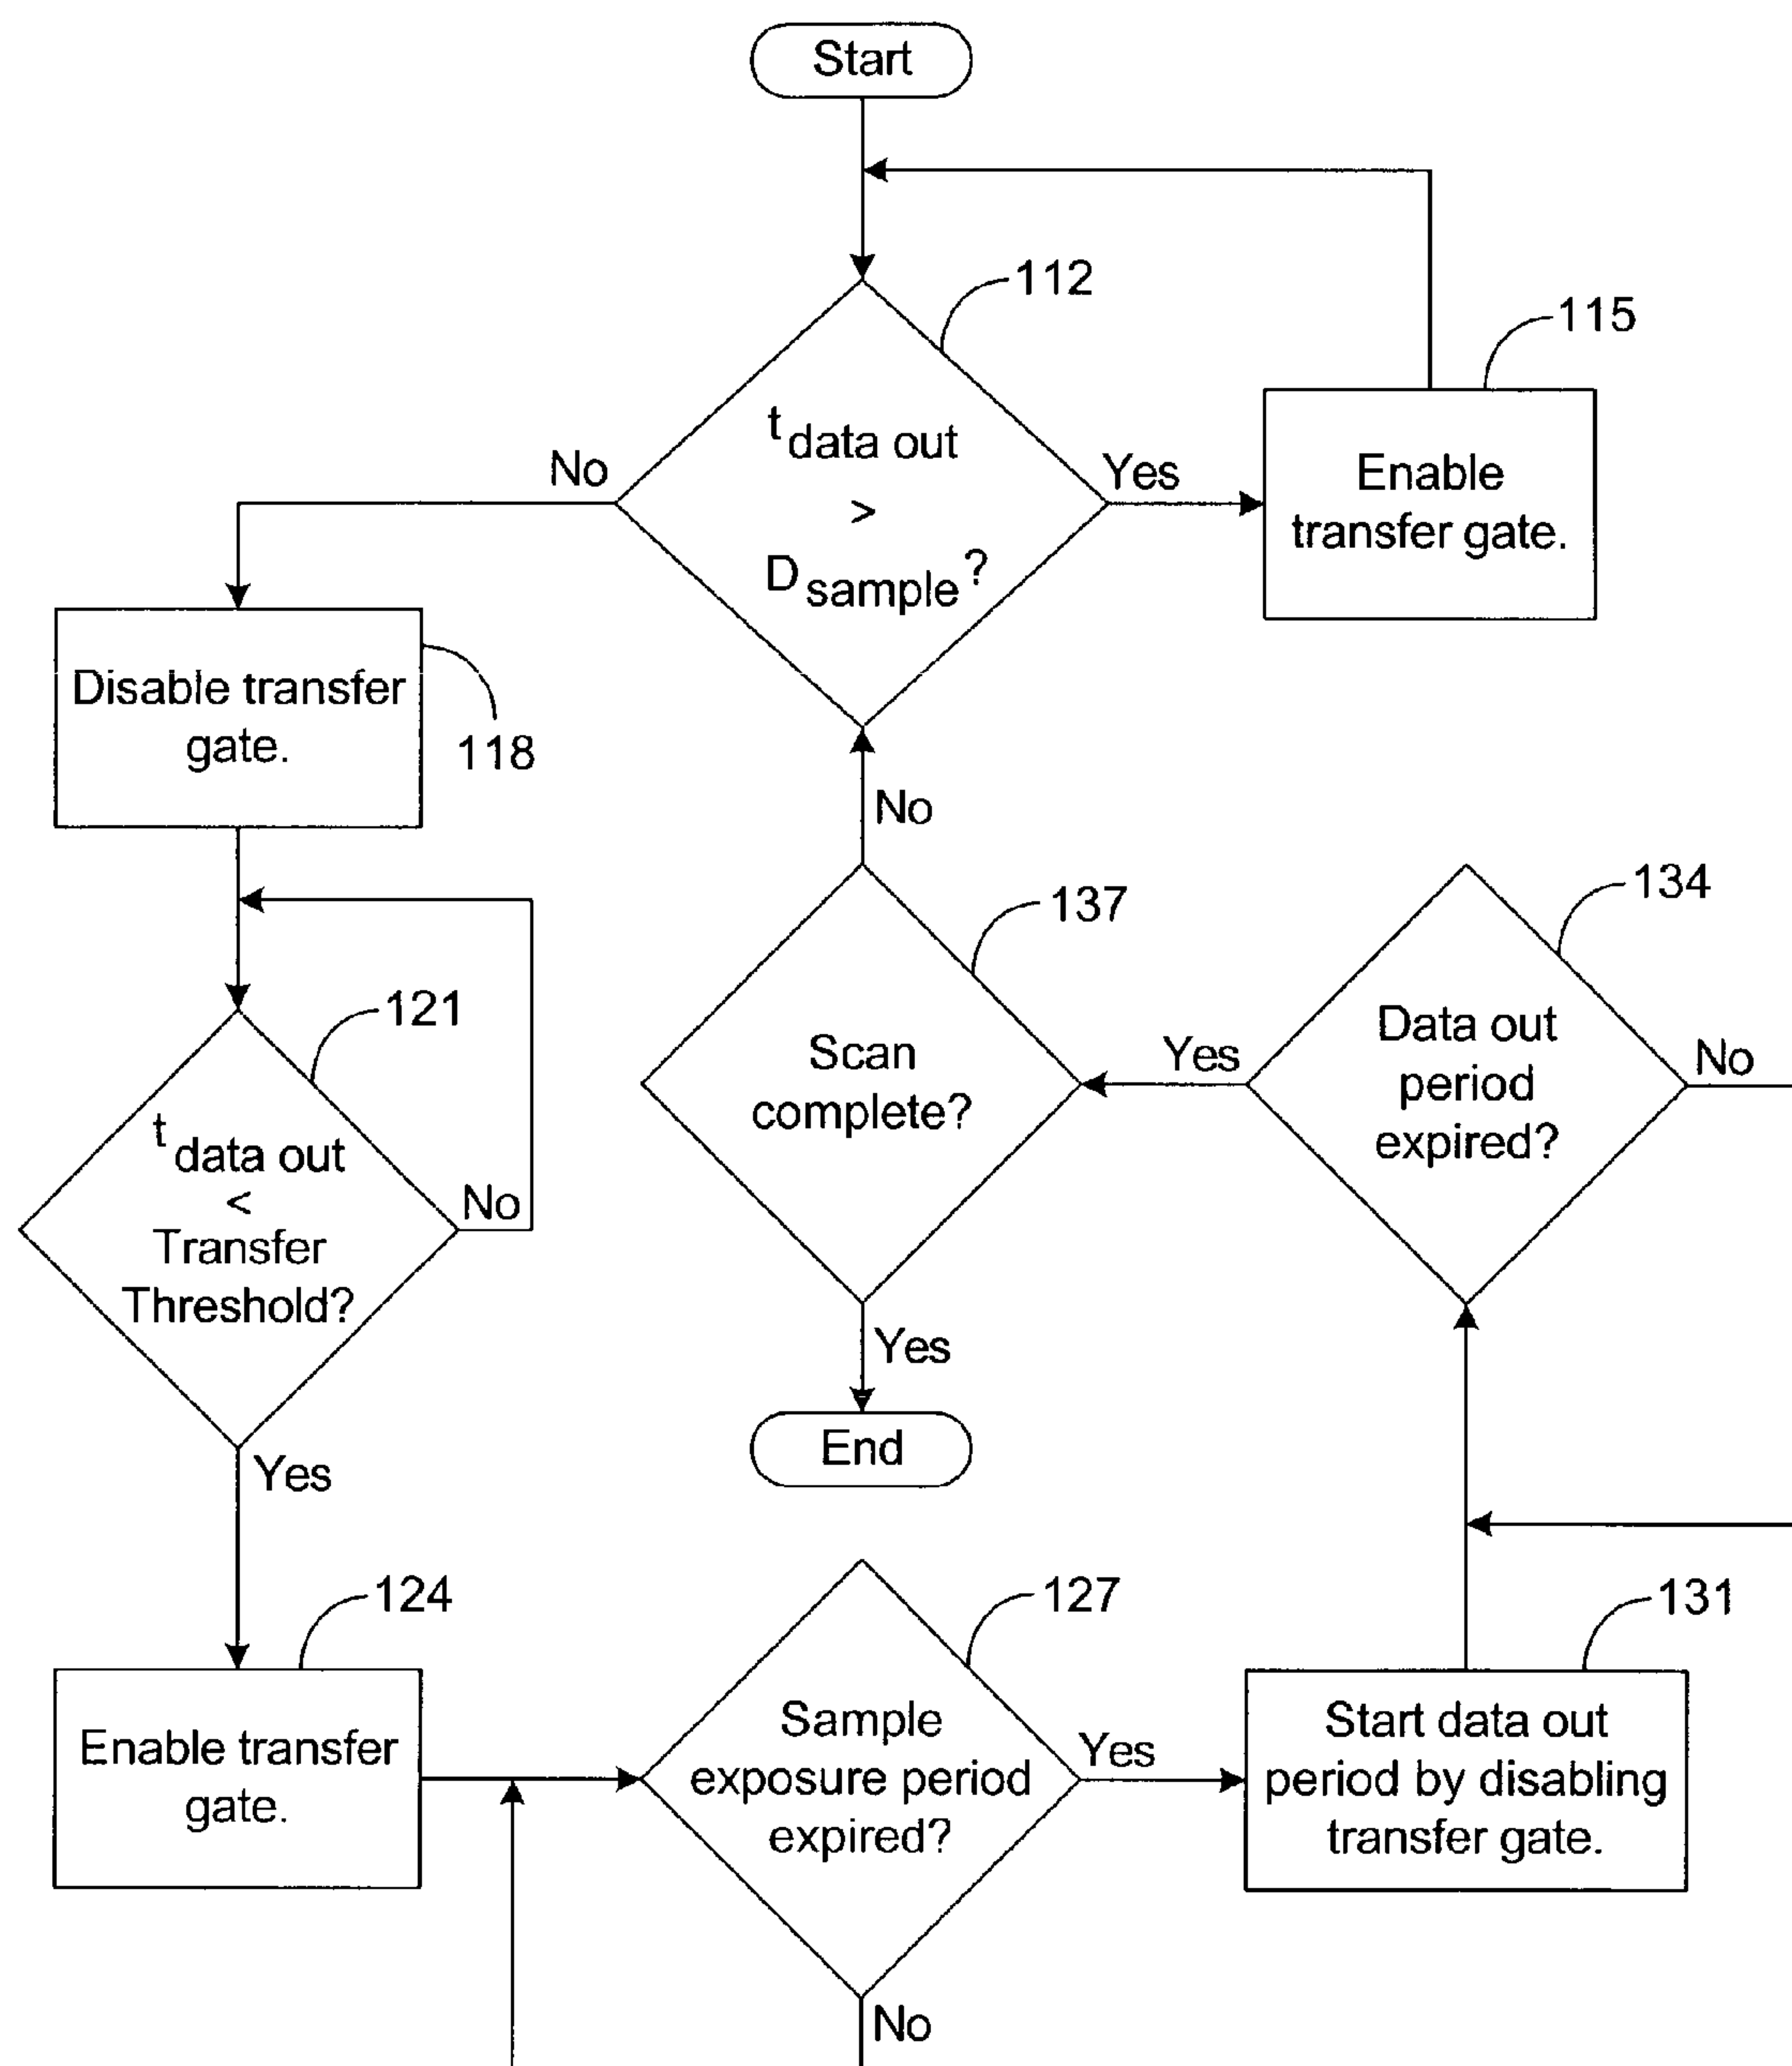 Start
112
115
t data out
>
D sample ?
No
Yes
Enable
transfer gate.
Disable transfer
gate.
118
No
137
134
121
Scan
complete?
Yes
Data out
period
expired?
No
t data out
<
Transfer
Threshold?
No
Yes
End
Yes
124
127
131
Enable transfer
gate.
Sample
exposure period
expired?
Yes
Start data out
period by disabling
transfer gate.
No